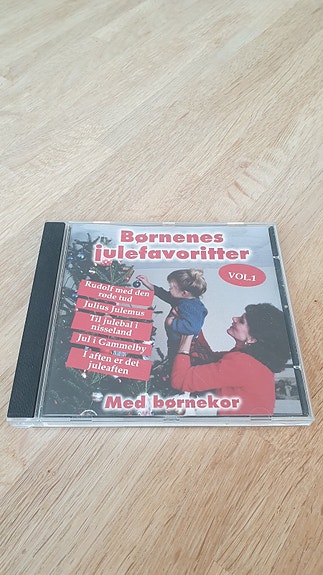 Børnenes
julefavoritter
VOL.1
Rudolf med den
røde tud
Julius Julemus
Til julebal i
nisseland
Jul i Gammelby
I aften er det
juleaften
Med børnekor